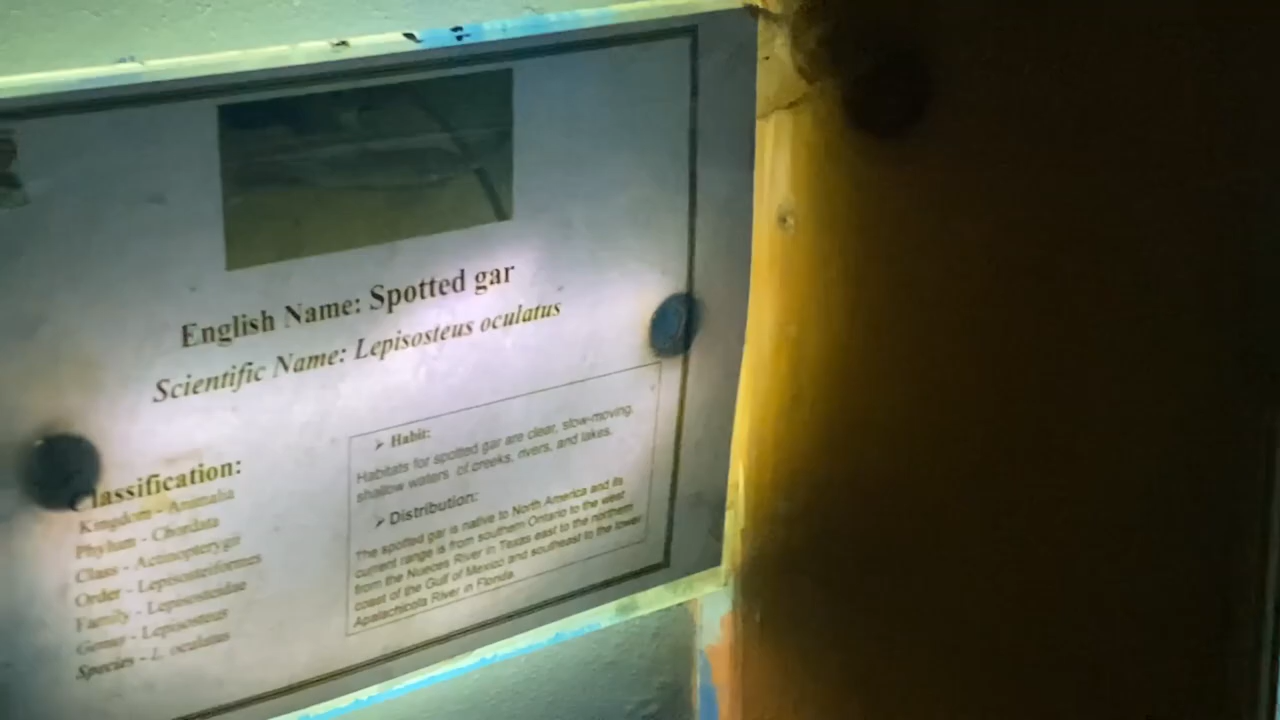 English Name: Spotted gar
Scientific Name: Lepisosteus oculatus
Classification:
Kingdom - Animalia
Phylum - Chordata
Class - Actinopterygii
Order - Lepisosteiformes
Family - Lepisosteidae
Genus - Lepisosteus
Species - L. oculatus
➢ Habit:
Habitats for spotted gar are clear, slow-moving,
shallow waters of creeks, rivers, and lakes.
➢ Distribution:
The spotted gar is native to North America and its
current range is from southern Ontario to the west
from the Nueces River in Texas east to the northern
coast of the Gulf of Mexico and southeast to the lower
Apalachicola River in Florida.